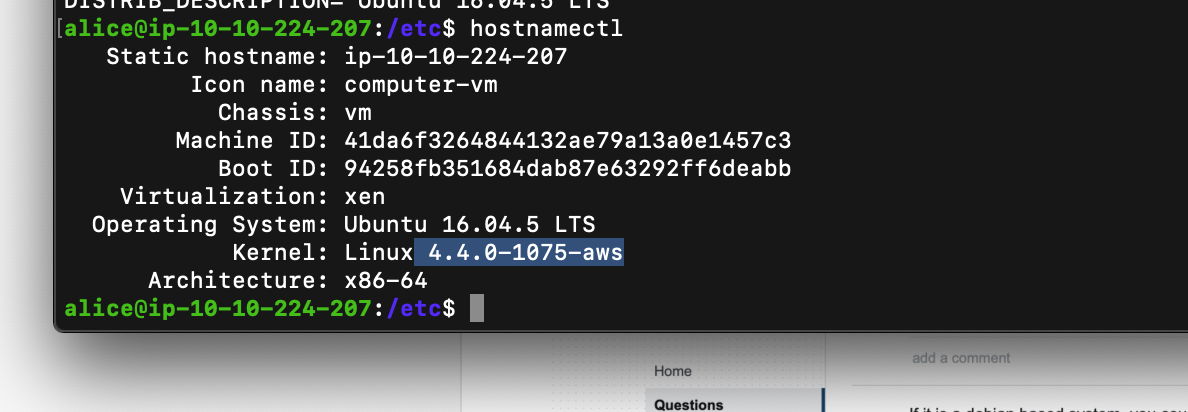 DISTRIB_DESCRIPTION="Ubuntu 16.04.5 LTS
[alice@ip-10-10-224-207:/etc$ hostnamectl
Static hostname: ip-10-10-224-207
Icon name: computer-vm
Chassis: vm
Machine ID: 41da6f3264844132ae79a13a0e1457c3
Boot ID: 94258fb351684dab87e63292ff6deabb
Virtualization: xen
Operating System: Ubuntu 16.04.5 LTS
Kernel: Linux 4.4.0-1075-aws
Architecture: x86-64
alice@ip-10-10-224-207:/etc$
add a comment
Home
Questions
If it is a debian based system, you cou